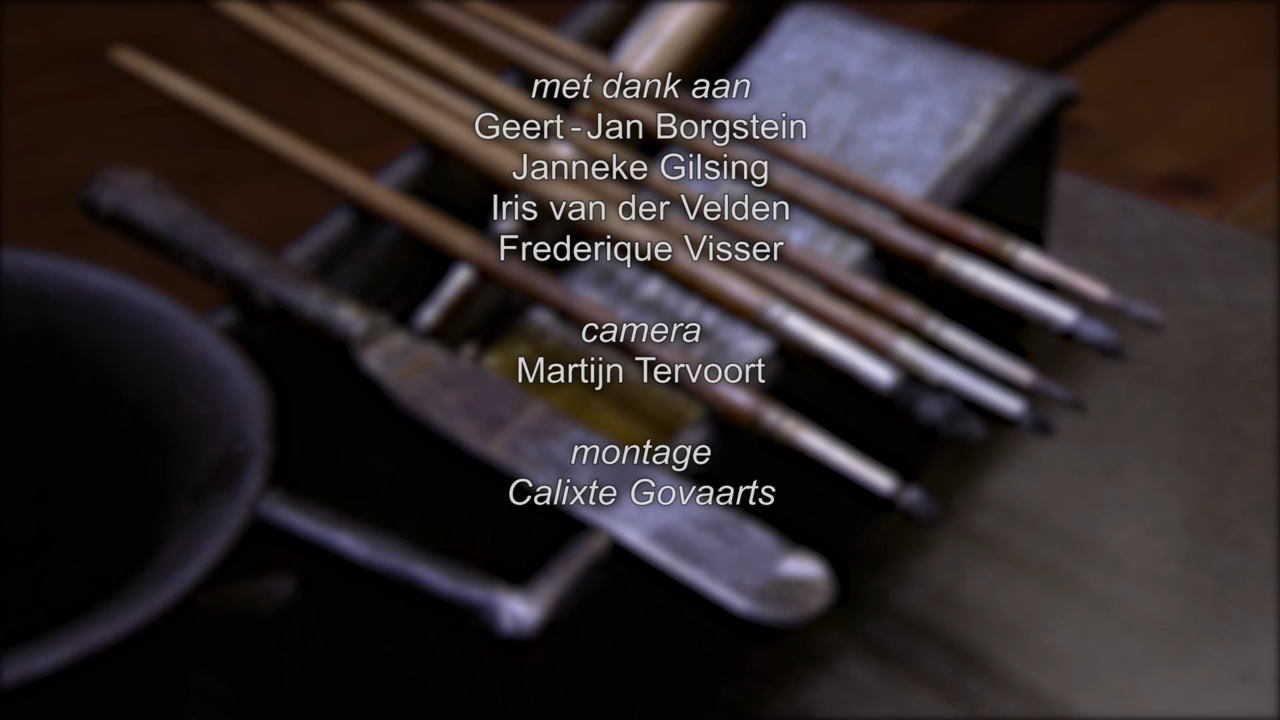 met dank aan
Geert-Jan Borgstein
Janneke Gilsing
Iris van der Velden
Frederique Visser
camera
Martijn Tervoort
montage
Calixte Govaarts